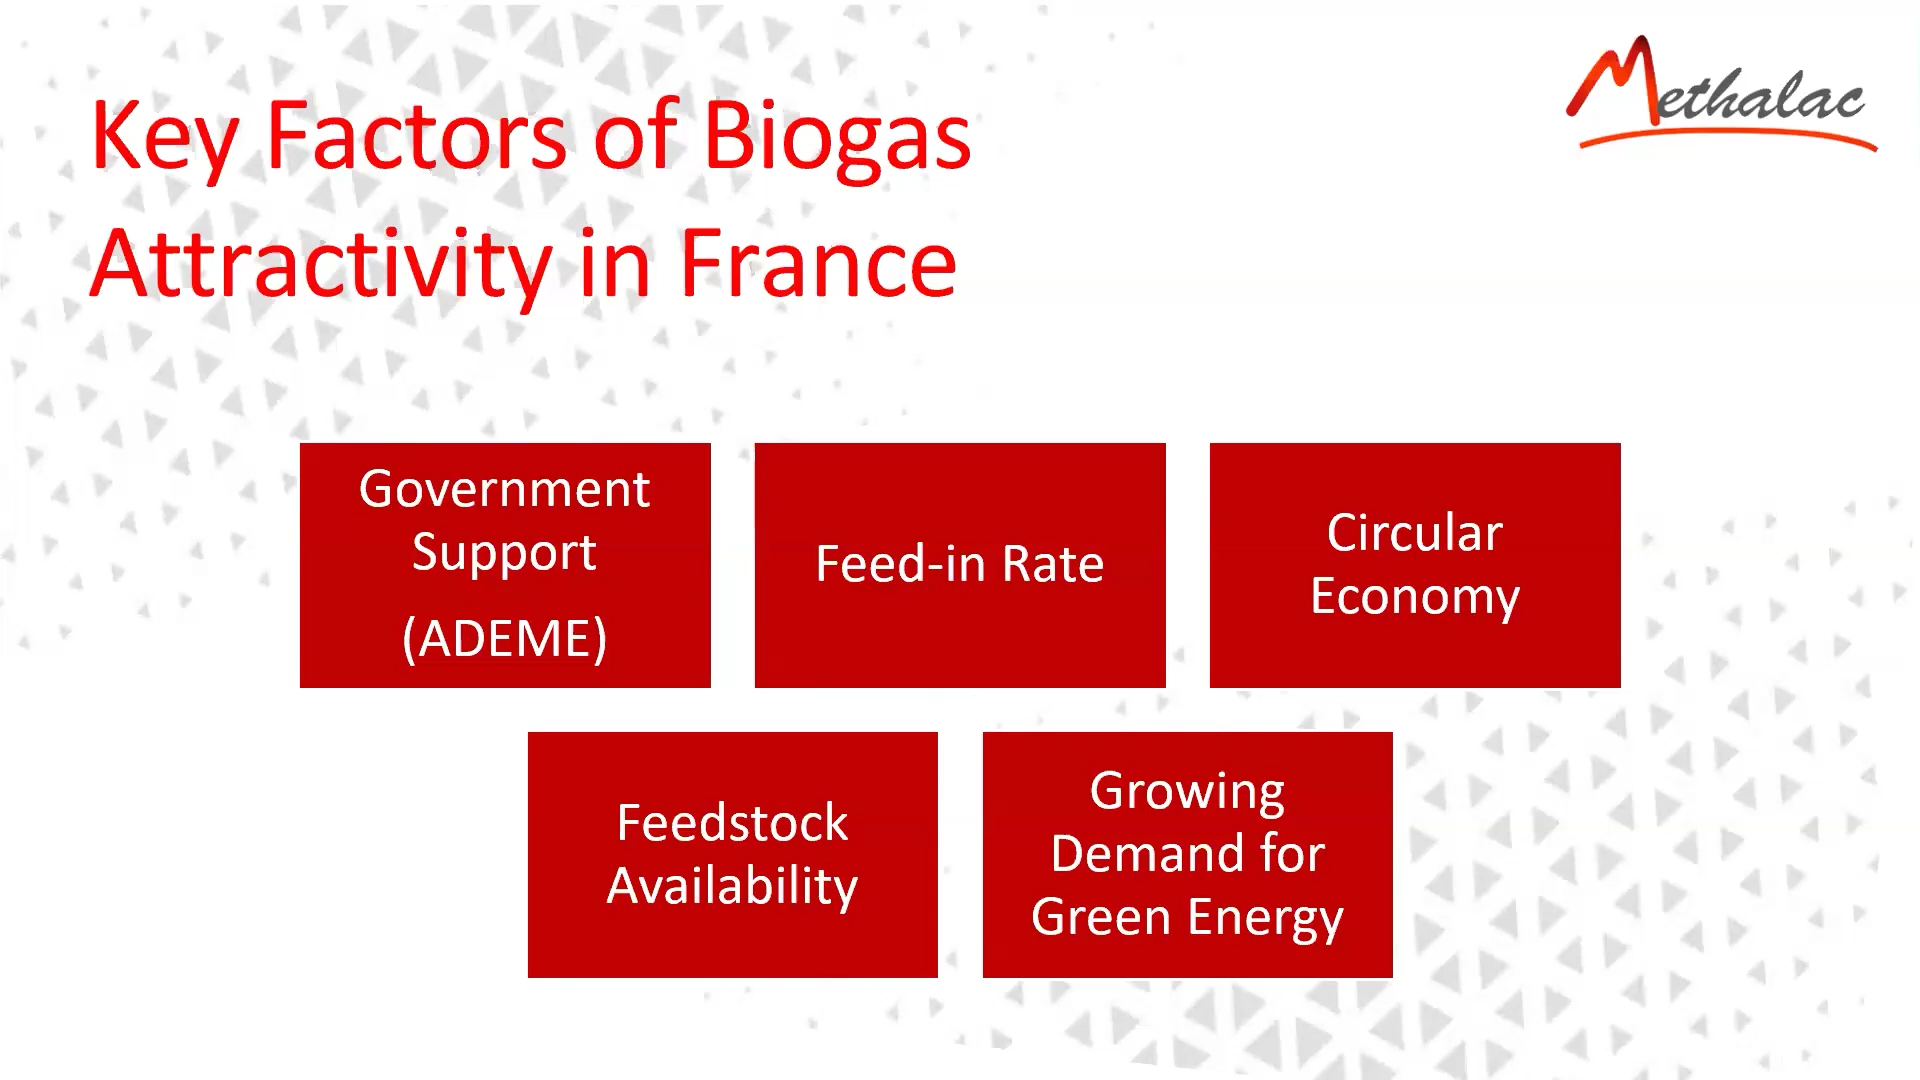 Methalac
Key Factors of Biogas
Attractivity in France
Government
Support
(ADEME)
Feed-in Rate
Circular
Economy
Feedstock
Availability
Growing
Demand for
Green Energy